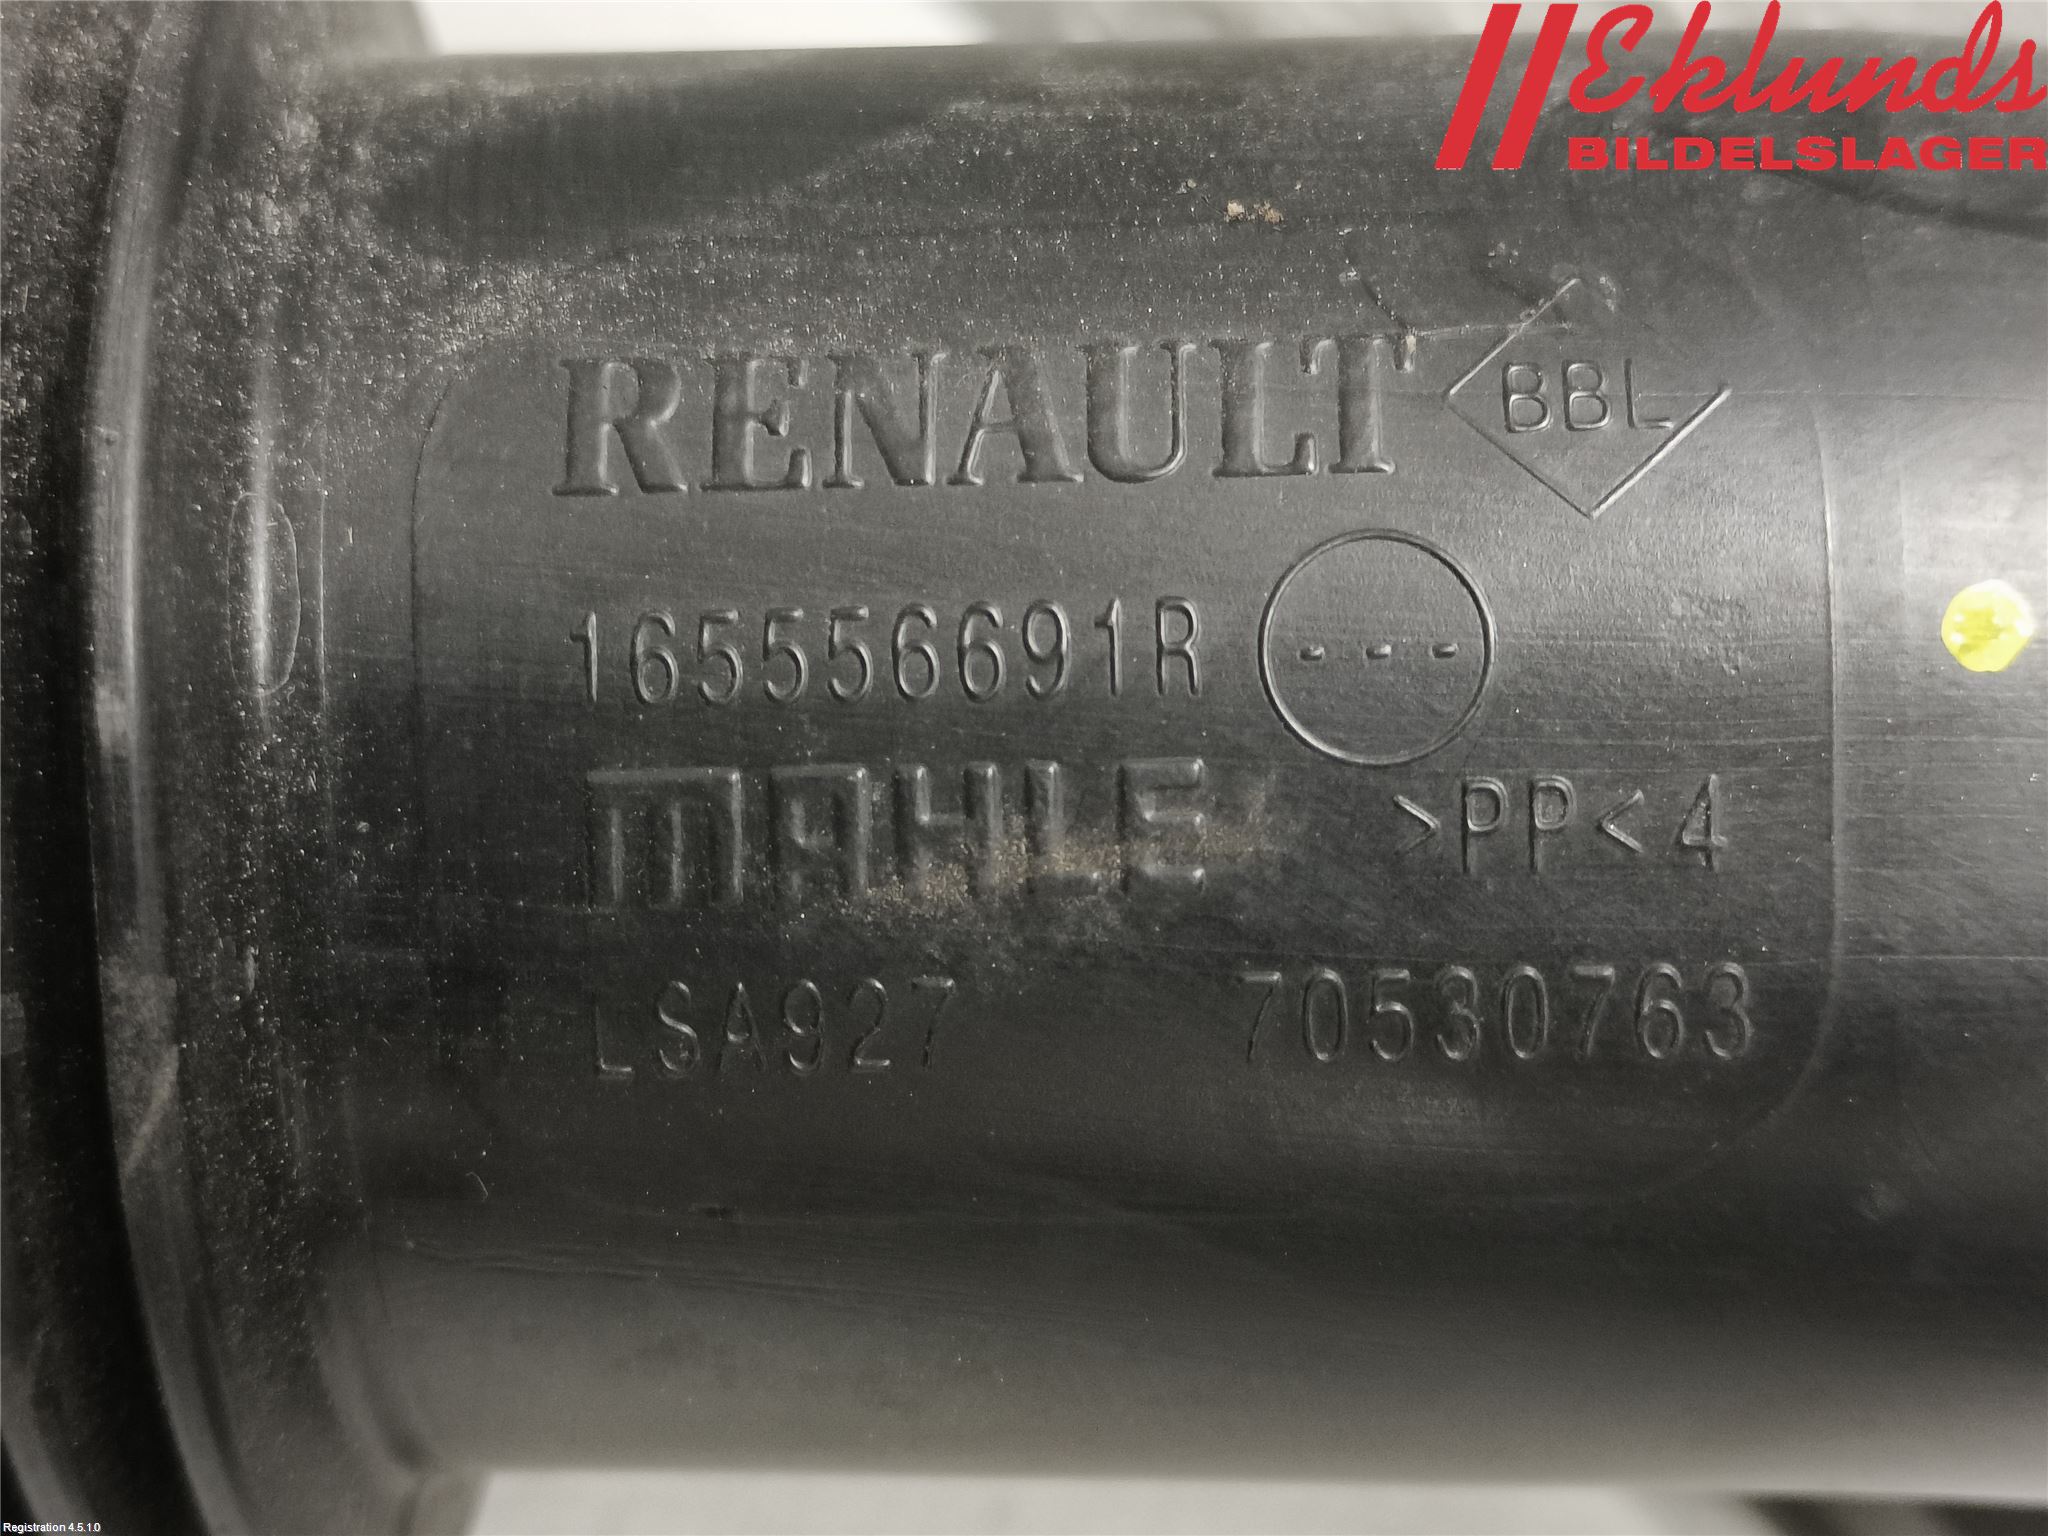 Eklunds
BILDELSLAGER
RENAULT BBL
165556691R - - -
MAHLE >PP< 4
LSA927 70530763
Registration 4.5.1.0